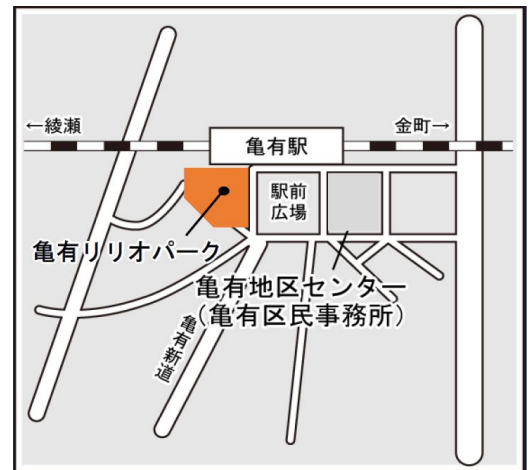 ←綾瀬
金町→
亀有駅
駅前
広場
亀有リリオパーク
亀有地区センター
（亀有区民事務所）
亀有新道